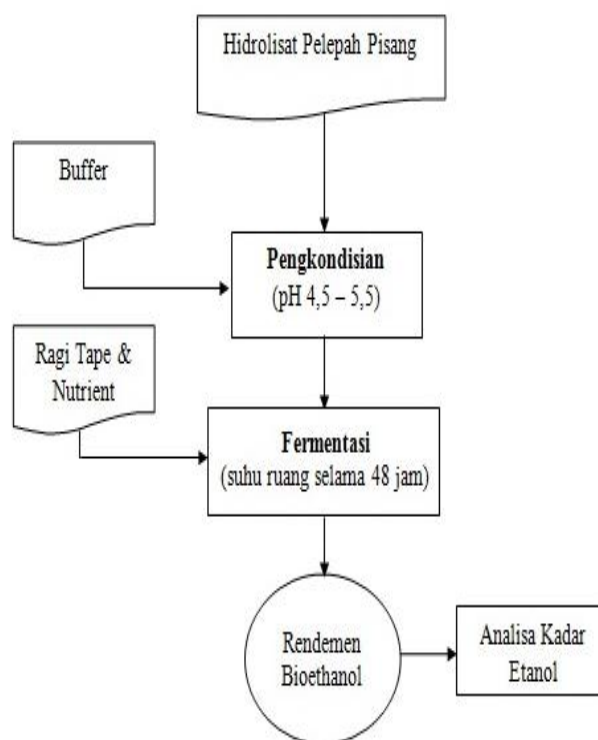 Hidrolisat Pelepah Pisang
Buffer
Pengkondisian
(pH 4,5 – 5,5)
Ragi Tape &
Nutrient
Fermentasi
(suhu ruang selama 48 jam)
Rendemen
Bioethanol
Analisa Kadar
Etanol